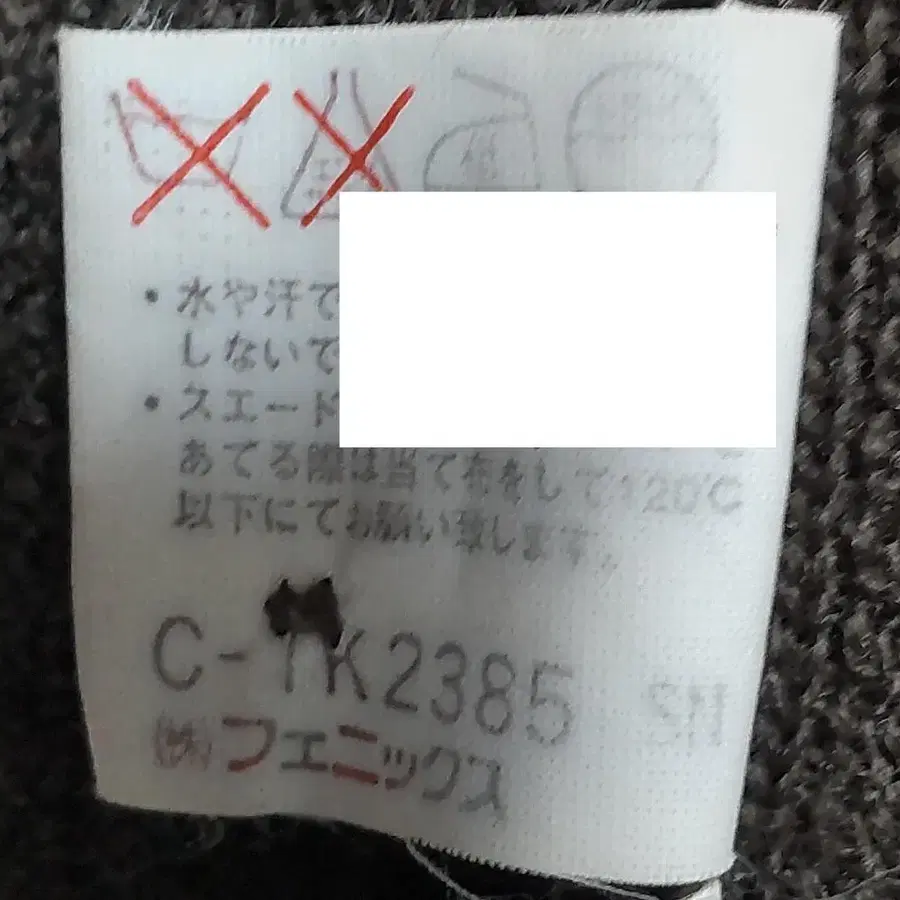 ・水や汗で
しないで
・スエード
あてる際は当て布をして120℃
以下にてお願い致します。
C-TK2385
㈱フェニックス